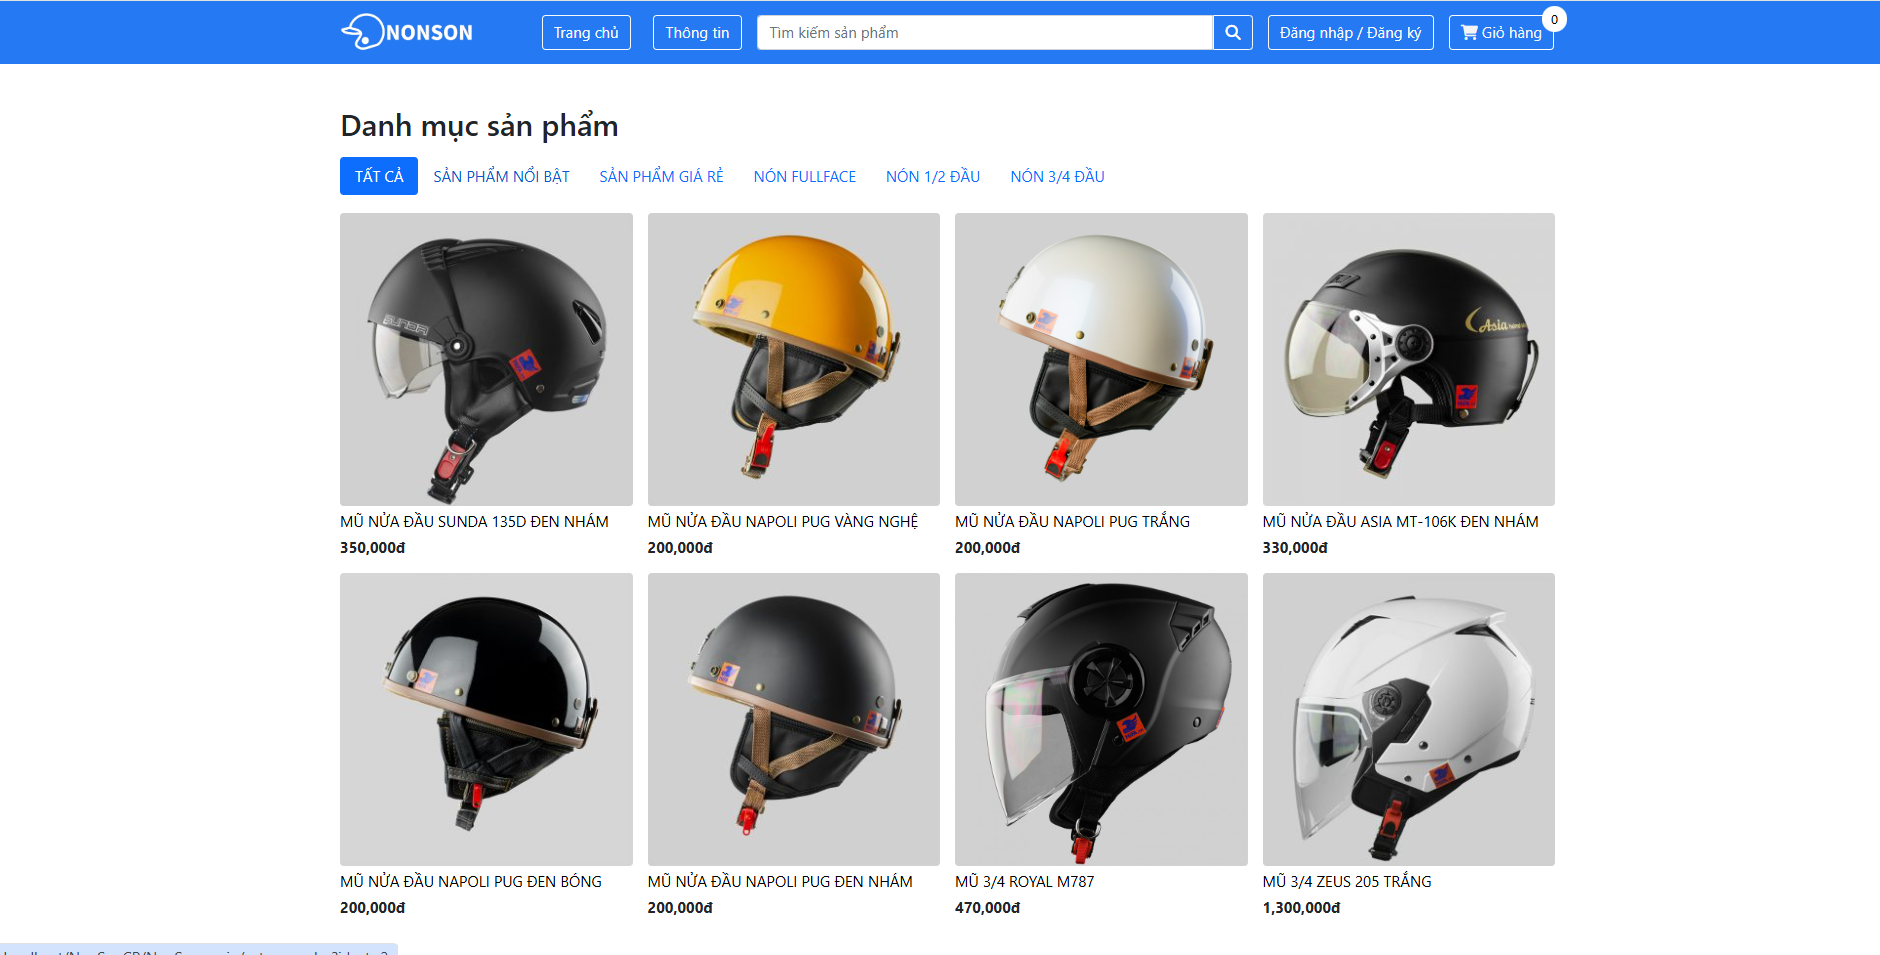 NONSON
Trang chủ
Thông tin
Tìm kiếm sản phẩm
Đăng nhập / Đăng ký
Giỏ hàng
0
Danh mục sản phẩm
TẤT CẢ
SẢN PHẨM NỔI BẬT
SẢN PHẨM GIÁ RẺ
NÓN FULLFACE
NÓN 1/2 ĐẦU
NÓN 3/4 ĐẦU
SUNDA
Asia
MŨ NỬA ĐẦU SUNDA 135D ĐEN NHÁM
350,000đ
MŨ NỬA ĐẦU NAPOLI PUG VÀNG NGHỆ
200,000đ
MŨ NỬA ĐẦU NAPOLI PUG TRẮNG
200,000đ
MŨ NỬA ĐẦU ASIA MT-106K ĐEN NHÁM
330,000đ
MŨ NỬA ĐẦU NAPOLI PUG ĐEN BÓNG
200,000đ
MŨ NỬA ĐẦU NAPOLI PUG ĐEN NHÁM
200,000đ
MŨ 3/4 ROYAL M787
470,000đ
MŨ 3/4 ZEUS 205 TRẮNG
1,300,000đ